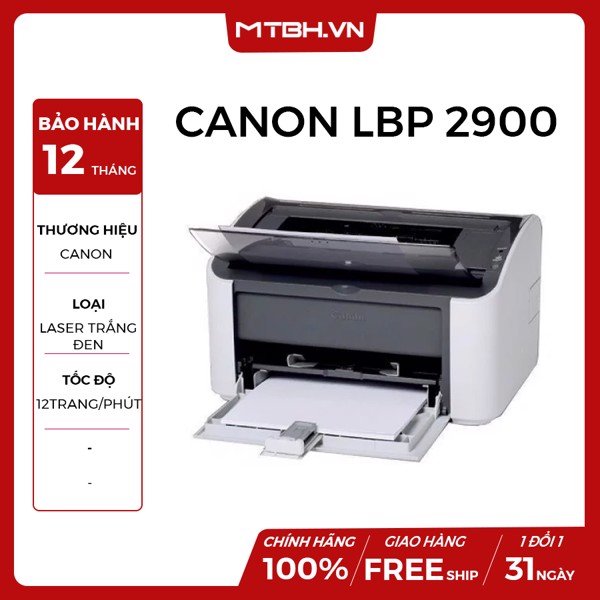 MTBH.VN
CANON LBP 2900
BẢO HÀNH
12 THÁNG
THƯƠNG HIỆU
CANON
LOẠI
LASER TRẮNG
ĐEN
TỐC ĐỘ
12TRANG/PHÚT
-
-
Canon
CHÍNH HÃNG
100%
GIAO HÀNG
FREE SHIP
1 ĐỔI 1
31 NGÀY